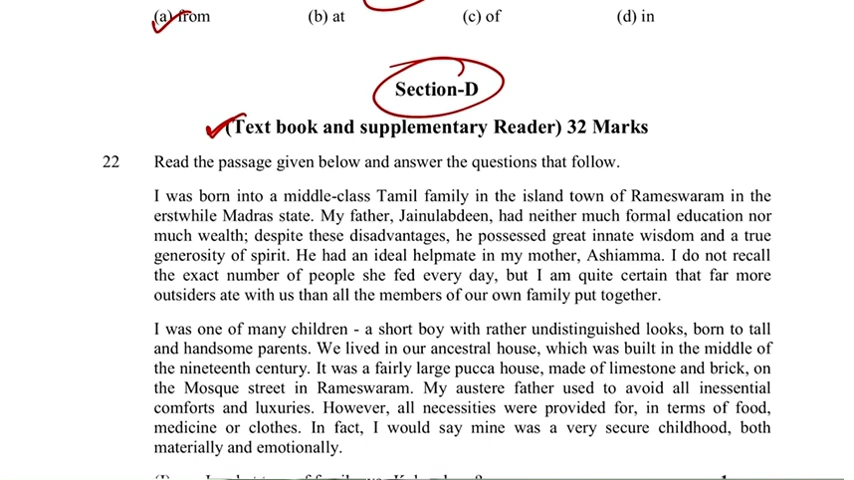 (a) from (b) at (c) of (d) in
Section-D
(Text book and supplementary Reader) 32 Marks
22 Read the passage given below and answer the questions that follow.
I was born into a middle-class Tamil family in the island town of Rameswaram in the
erstwhile Madras state. My father, Jainulabdeen, had neither much formal education nor
much wealth; despite these disadvantages, he possessed great innate wisdom and a true
generosity of spirit. He had an ideal helpmate in my mother, Ashiamma. I do not recall
the exact number of people she fed every day, but I am quite certain that far more
outsiders ate with us than all the members of our own family put together.
I was one of many children - a short boy with rather undistinguished looks, born to tall
and handsome parents. We lived in our ancestral house, which was built in the middle of
the nineteenth century. It was a fairly large pucca house, made of limestone and brick, on
the Mosque street in Rameswaram. My austere father used to avoid all inessential
comforts and luxuries. However, all necessities were provided for, in terms of food,
medicine or clothes. In fact, I would say mine was a very secure childhood, both
materially and emotionally.